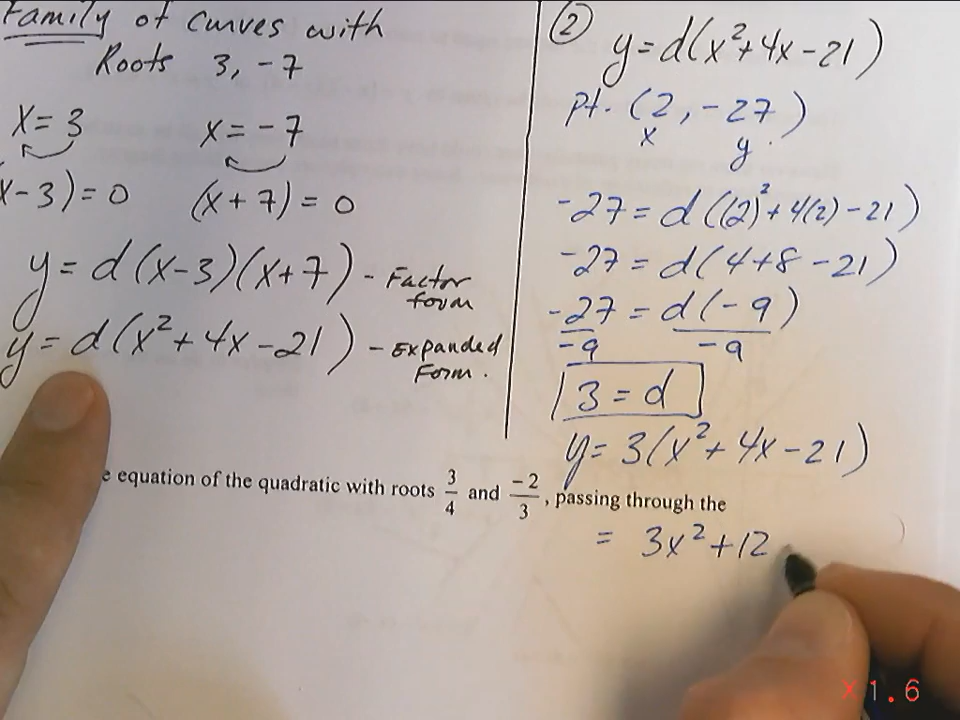 Family of Curves with
Roots 3, -7
x = 3 x = -7
x - 3) = 0 (x + 7) = 0
y = d(x-3)(x+7) - Factor form
y = d(x² + 4x - 21) - Expanded Form.
② y = d(x² + 4x - 21)
pt. (2, -27)
x y
-27 = d((2)² + 4(2) - 21)
-27 = d(4 + 8 - 21)
-27 = d(-9)
-9 -9
3 = d
y = 3(x² + 4x - 21)
e equation of the quadratic with roots 3/4 and -2/3, passing through the
= 3x² + 12
×1.6